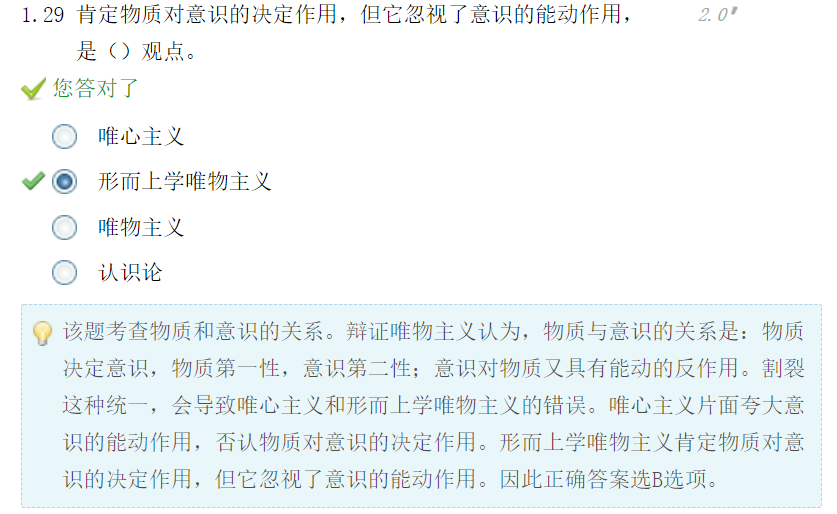 1.29 肯定物质对意识的决定作用，但它忽视了意识的能动作用， 2.0
是（）观点。
您答对了
唯心主义
形而上学唯物主义
唯物主义
认识论
该题考查物质和意识的关系。辩证唯物主义认为，物质与意识的关系是：物质
决定意识，物质第一性，意识第二性；意识对物质又具有能动的反作用。割裂
这种统一，会导致唯心主义和形而上学唯物主义的错误。唯心主义片面夸大意
识的能动作用，否认物质对意识的决定作用。形而上学唯物主义肯定物质对意
识的决定作用，但它忽视了意识的能动作用。因此正确答案选B选项。